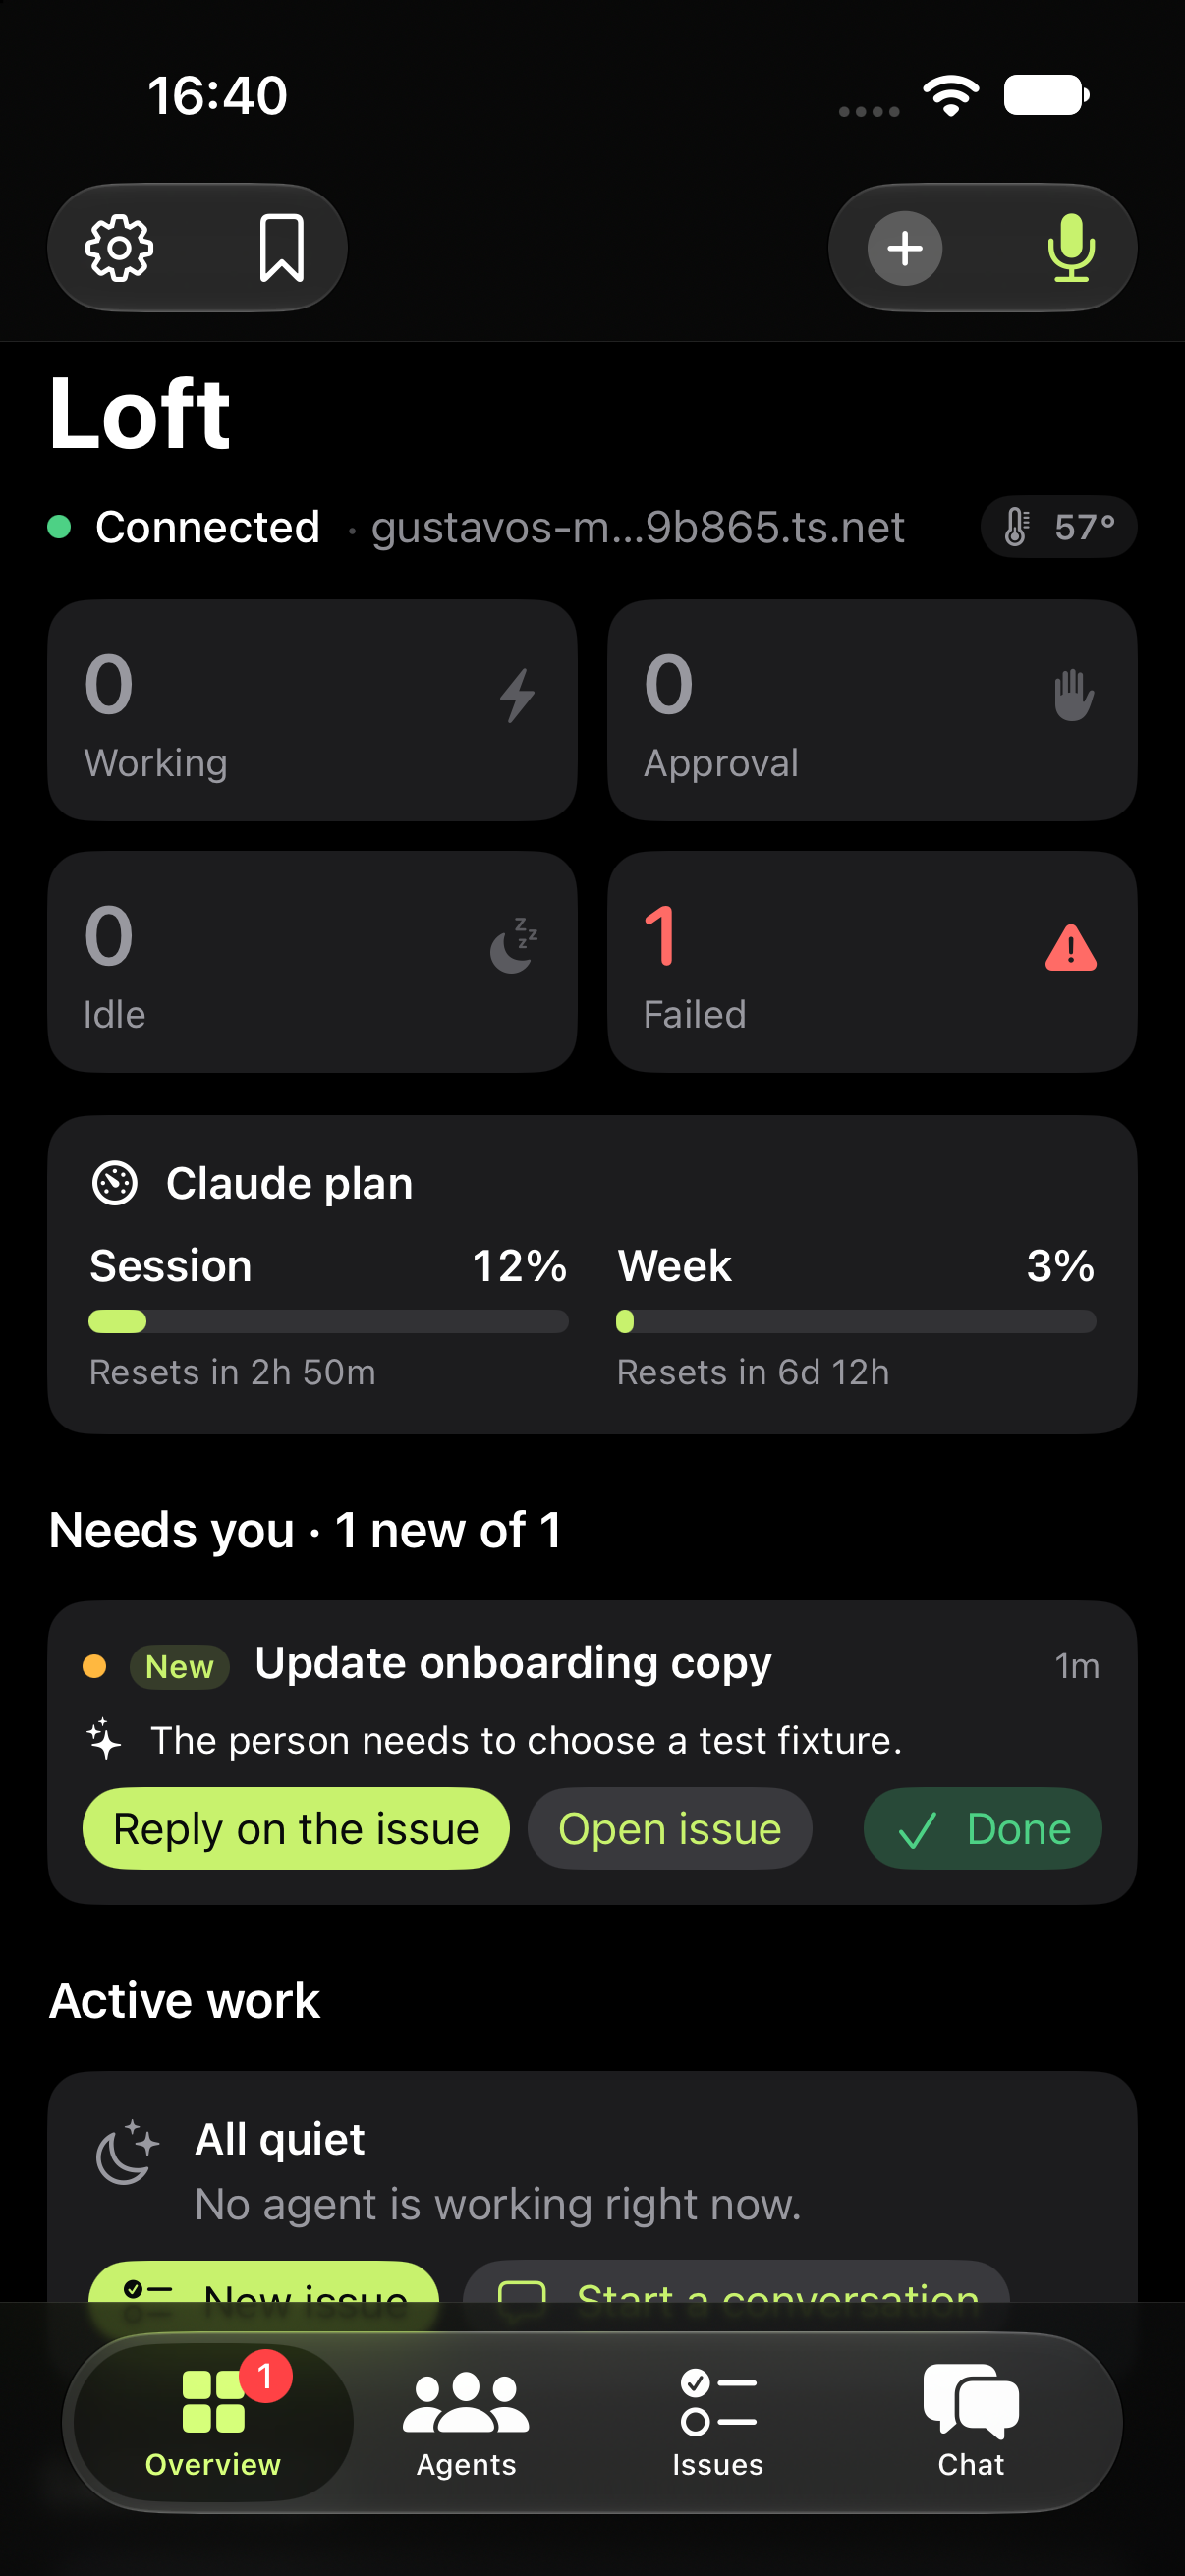 16:40
Loft
Connected · gustavos-m...9b865.ts.net
57°
0
Working
0
Approval
0
Idle
1
Failed
Claude plan
Session 12%
Week 3%
Resets in 2h 50m
Resets in 6d 12h
Needs you · 1 new of 1
New Update onboarding copy 1m
The person needs to choose a test fixture.
Reply on the issue
Open issue
Done
Active work
All quiet
No agent is working right now.
New issue
Start a conversation
1
Overview
Agents
Issues
Chat